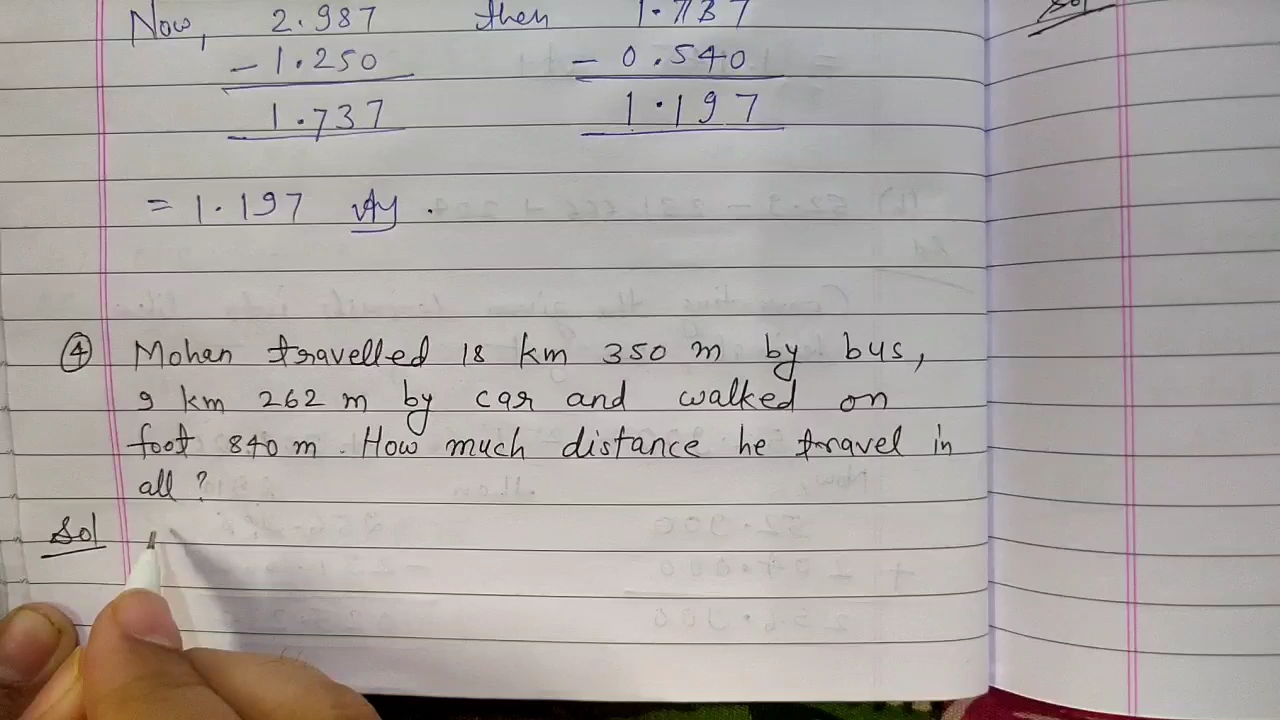 Now, 2.987 then 1.737
- 1.250 - 0.540
1.737 1.197
= 1.197 Ay.
④ Mohan travelled 18 km 350 m by bus,
9 km 262 m by car and walked on
foot 840 m. How much distance he travel in
all?
Sol
Sol